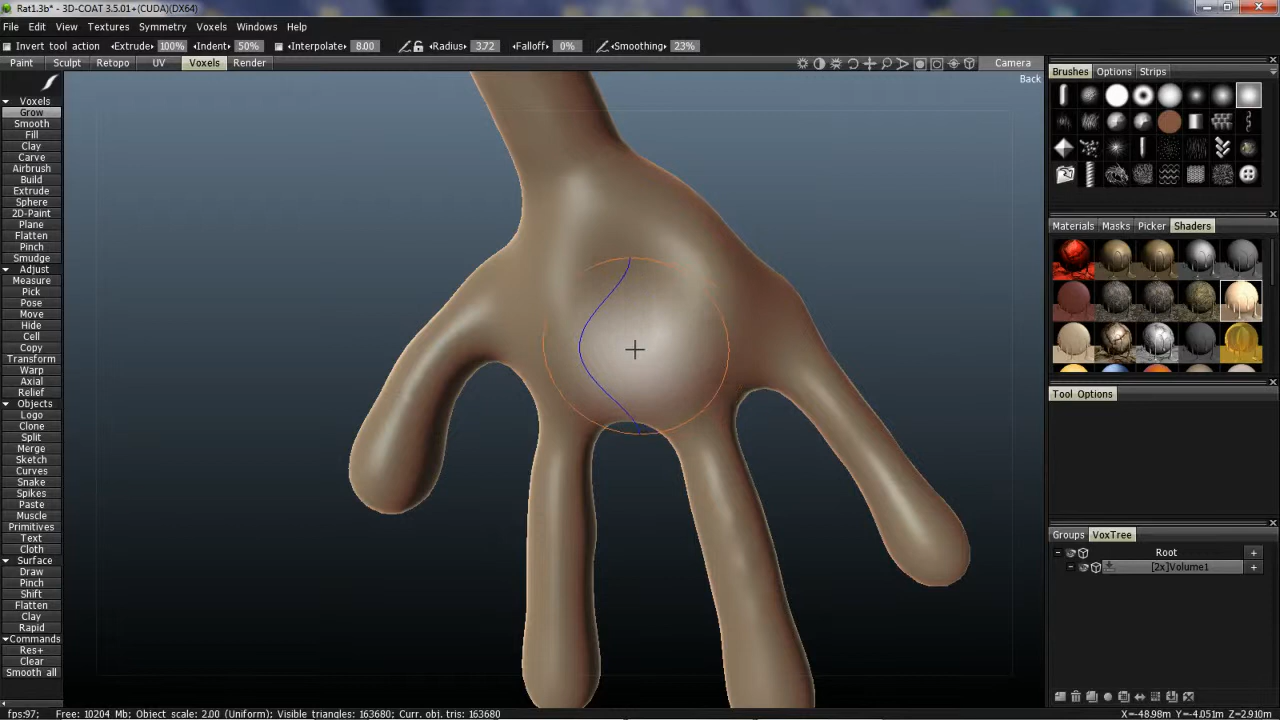 Rat1.3b* - 3D-COAT 3.5.01+(CUDA)(DX64)
File Edit View Textures Symmetry Voxels Windows Help
Invert tool action Extrude: 100% Indent: 50% Interpolate: 8.00 Radius: 3.72 Falloff: 0% Smoothing: 23%
Paint Sculpt Retopo UV Voxels Render Camera
Back
Voxels
Grow
Smooth
Fill
Clay
Carve
Airbrush
Build
Extrude
Sphere
2D-Paint
Plane
Flatten
Pinch
Smudge
Adjust
Measure
Pick
Pose
Move
Hide
Cell
Copy
Transform
Warp
Axial
Relief
Objects
Logo
Clone
Split
Merge
Sketch
Curves
Snake
Spikes
Paste
Muscle
Primitives
Text
Cloth
Surface
Draw
Pinch
Shift
Flatten
Clay
Rapid
Commands
Res+
Clear
Smooth all
Brushes Options Strips
Materials Masks Picker Shaders
Tool Options
Groups VoxTree
Root +
[2x]Volume1 +
fps:97; Free: 10204 Mb; Object scale: 2.00 (Uniform); Visible triangles: 163680; Curr. obj. tris: 163680 X=-48.98m Y=-4.051m Z=2.910m